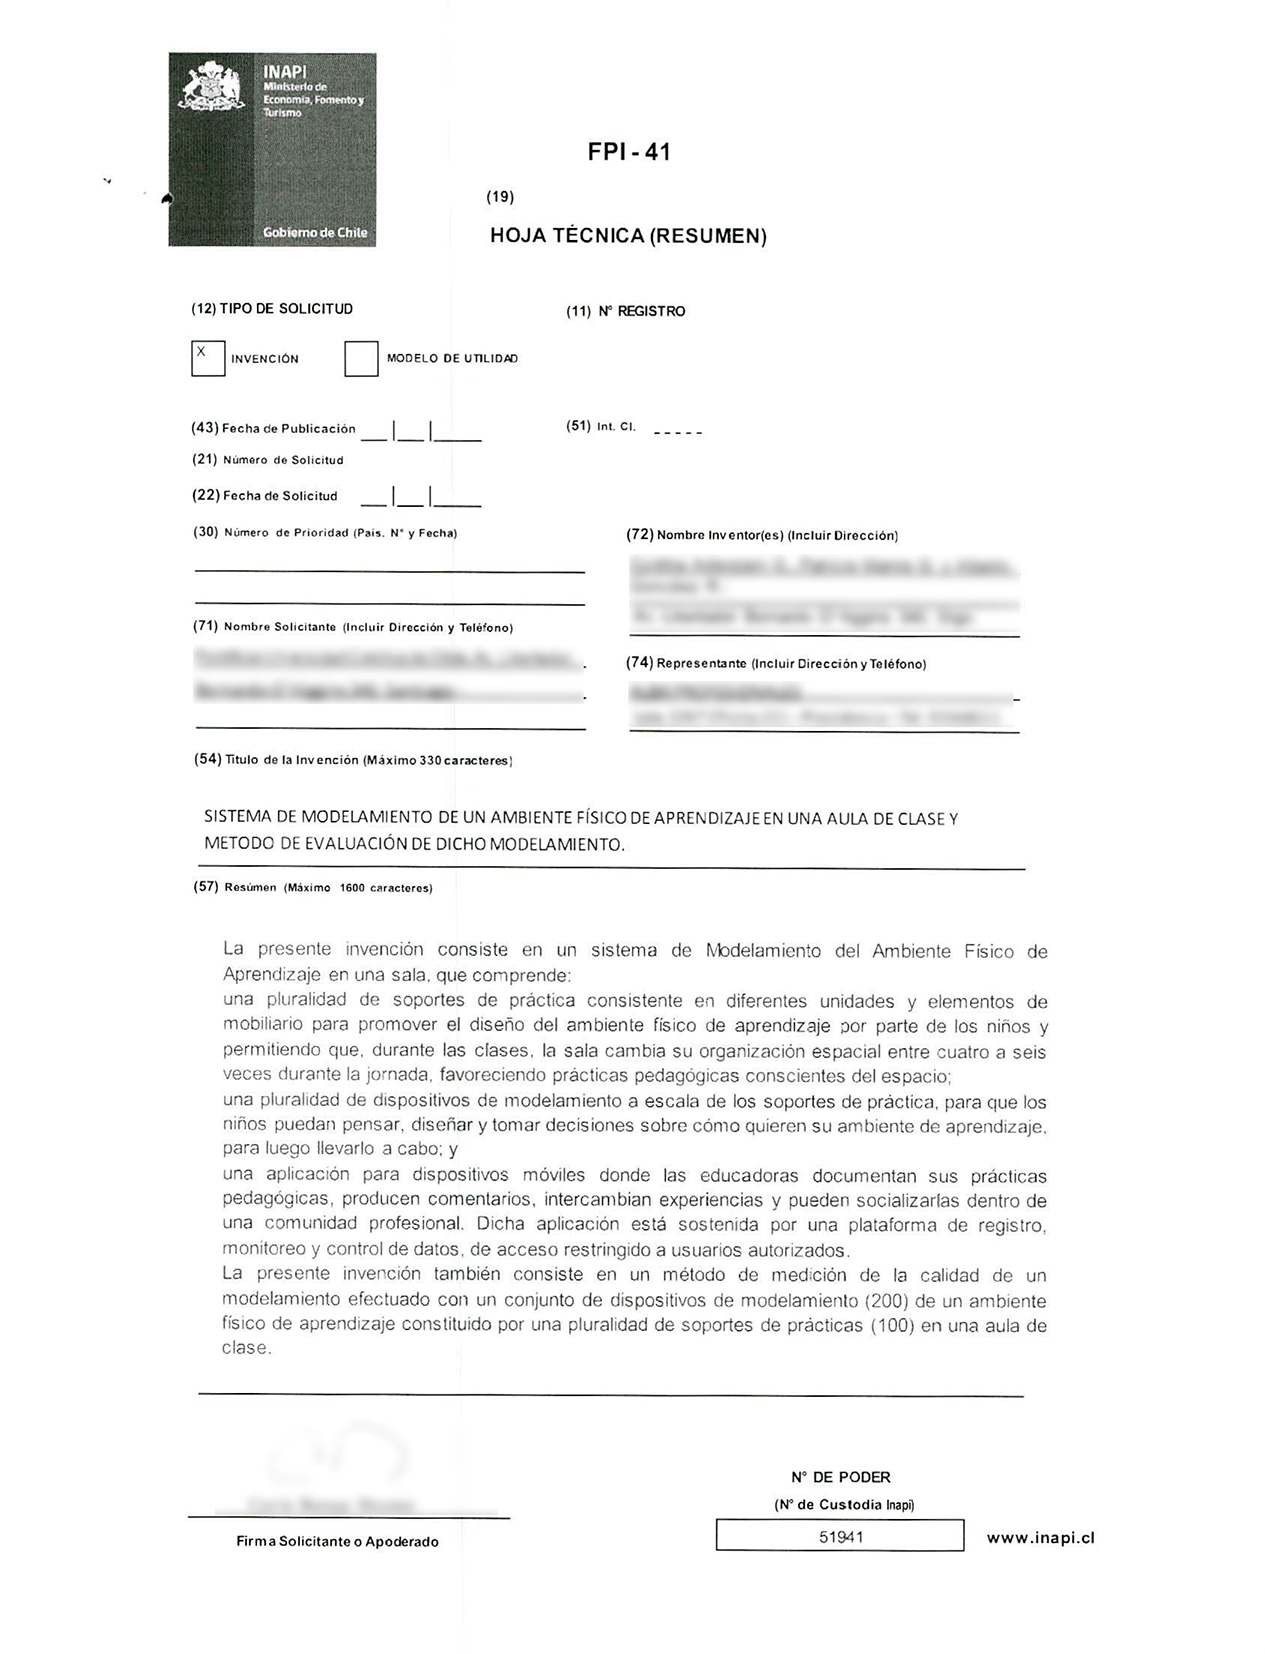 INAPI
Ministerio de
Economía, Fomento y
Turismo
Gobierno de Chile
FPI - 41
(19)
HOJA TÉCNICA (RESUMEN)
(12) TIPO DE SOLICITUD
(11) N° REGISTRO
X INVENCIÓN
MODELO DE UTILIDAD
(43) Fecha de Publicación
(51) Int. Cl.
(21) Número de Solicitud
(22) Fecha de Solicitud
(30) Número de Prioridad (País. N° y Fecha)
(72) Nombre Inventor(es) (Incluir Dirección)
(71) Nombre Solicitante (Incluir Dirección y Teléfono)
(74) Representante (Incluir Dirección y Teléfono)
(54) Título de la Invención (Máximo 330 caracteres)
SISTEMA DE MODELAMIENTO DE UN AMBIENTE FÍSICO DE APRENDIZAJE EN UNA AULA DE CLASE Y
METODO DE EVALUACIÓN DE DICHO MODELAMIENTO.
(57) Resúmen (Máximo 1600 caracteres)
La presente invención consiste en un sistema de Modelamiento del Ambiente Físico de
Aprendizaje en una sala, que comprende:
una pluralidad de soportes de práctica consistente en diferentes unidades y elementos de
mobiliario para promover el diseño del ambiente físico de aprendizaje por parte de los niños y
permitiendo que, durante las clases, la sala cambia su organización espacial entre cuatro a seis
veces durante la jornada, favoreciendo prácticas pedagógicas conscientes del espacio;
una pluralidad de dispositivos de modelamiento a escala de los soportes de práctica, para que los
niños puedan pensar, diseñar y tomar decisiones sobre cómo quieren su ambiente de aprendizaje,
para luego llevarlo a cabo; y
una aplicación para dispositivos móviles donde las educadoras documentan sus prácticas
pedagógicas, producen comentarios, intercambian experiencias y pueden socializarlas dentro de
una comunidad profesional. Dicha aplicación está sostenida por una plataforma de registro,
monitoreo y control de datos, de acceso restringido a usuarios autorizados.
La presente invención también consiste en un método de medición de la calidad de un
modelamiento efectuado con un conjunto de dispositivos de modelamiento (200) de un ambiente
físico de aprendizaje constituido por una pluralidad de soportes de prácticas (100) en una aula de
clase.
Firma Solicitante o Apoderado
N° DE PODER
(N° de Custodia Inapi)
51941
www.inapi.cl